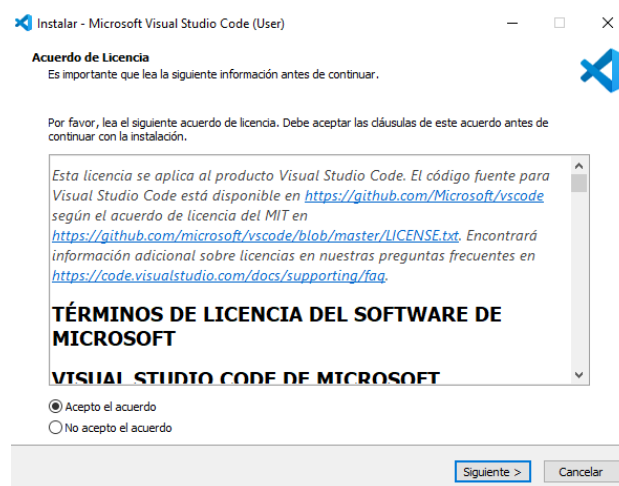 Instalar - Microsoft Visual Studio Code (User)
Acuerdo de Licencia
Es importante que lea la siguiente información antes de continuar.
Por favor, lea el siguiente acuerdo de licencia. Debe aceptar las cláusulas de este acuerdo antes de
continuar con la instalación.
Esta licencia se aplica al producto Visual Studio Code. El código fuente para
Visual Studio Code está disponible en https://github.com/Microsoft/vscode
según el acuerdo de licencia del MIT en
https://github.com/microsoft/vscode/blob/master/LICENSE.txt. Encontrará
información adicional sobre licencias en nuestras preguntas frecuentes en
https://code.visualstudio.com/docs/supporting/faq.
TÉRMINOS DE LICENCIA DEL SOFTWARE DE
MICROSOFT
VISUAL STUDIO CODE DE MICROSOFT
Acepto el acuerdo
No acepto el acuerdo
Siguiente >
Cancelar